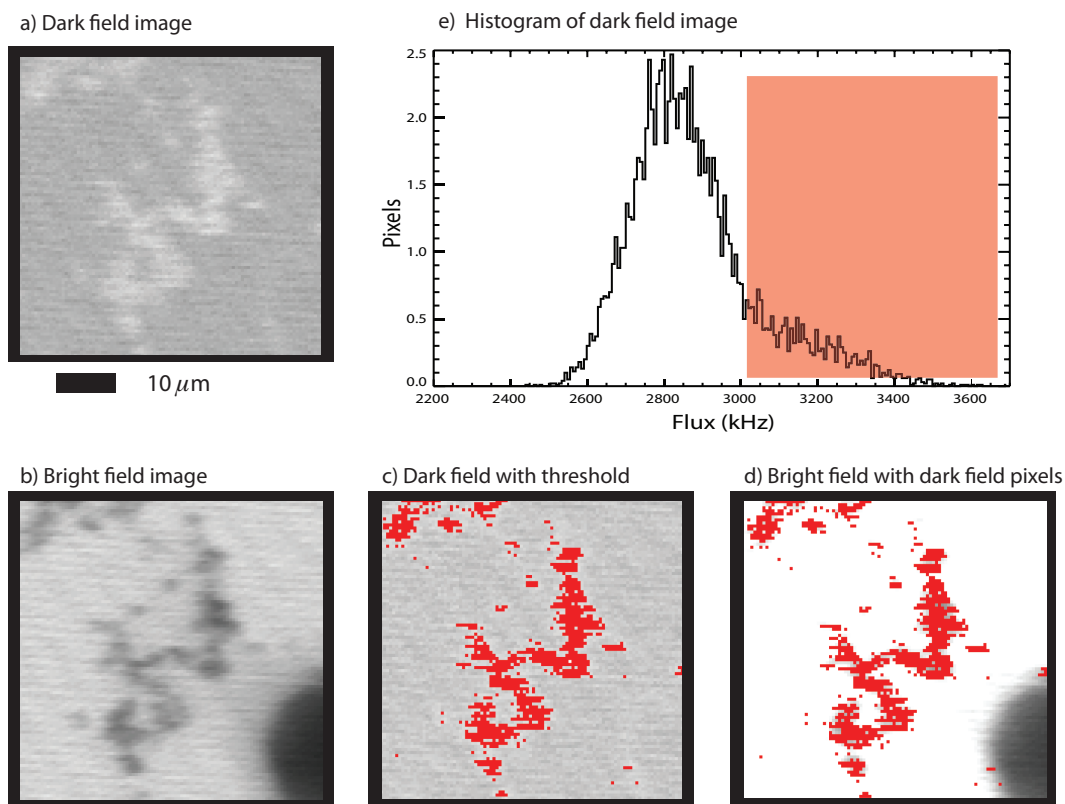 a) Dark field image
10 μm
e) Histogram of dark field image
2.5
2.0
1.5
1.0
0.5
0.0
Pixels
2200 2400 2600 2800 3000 3200 3400 3600
Flux (kHz)
b) Bright field image
c) Dark field with threshold
d) Bright field with dark field pixels